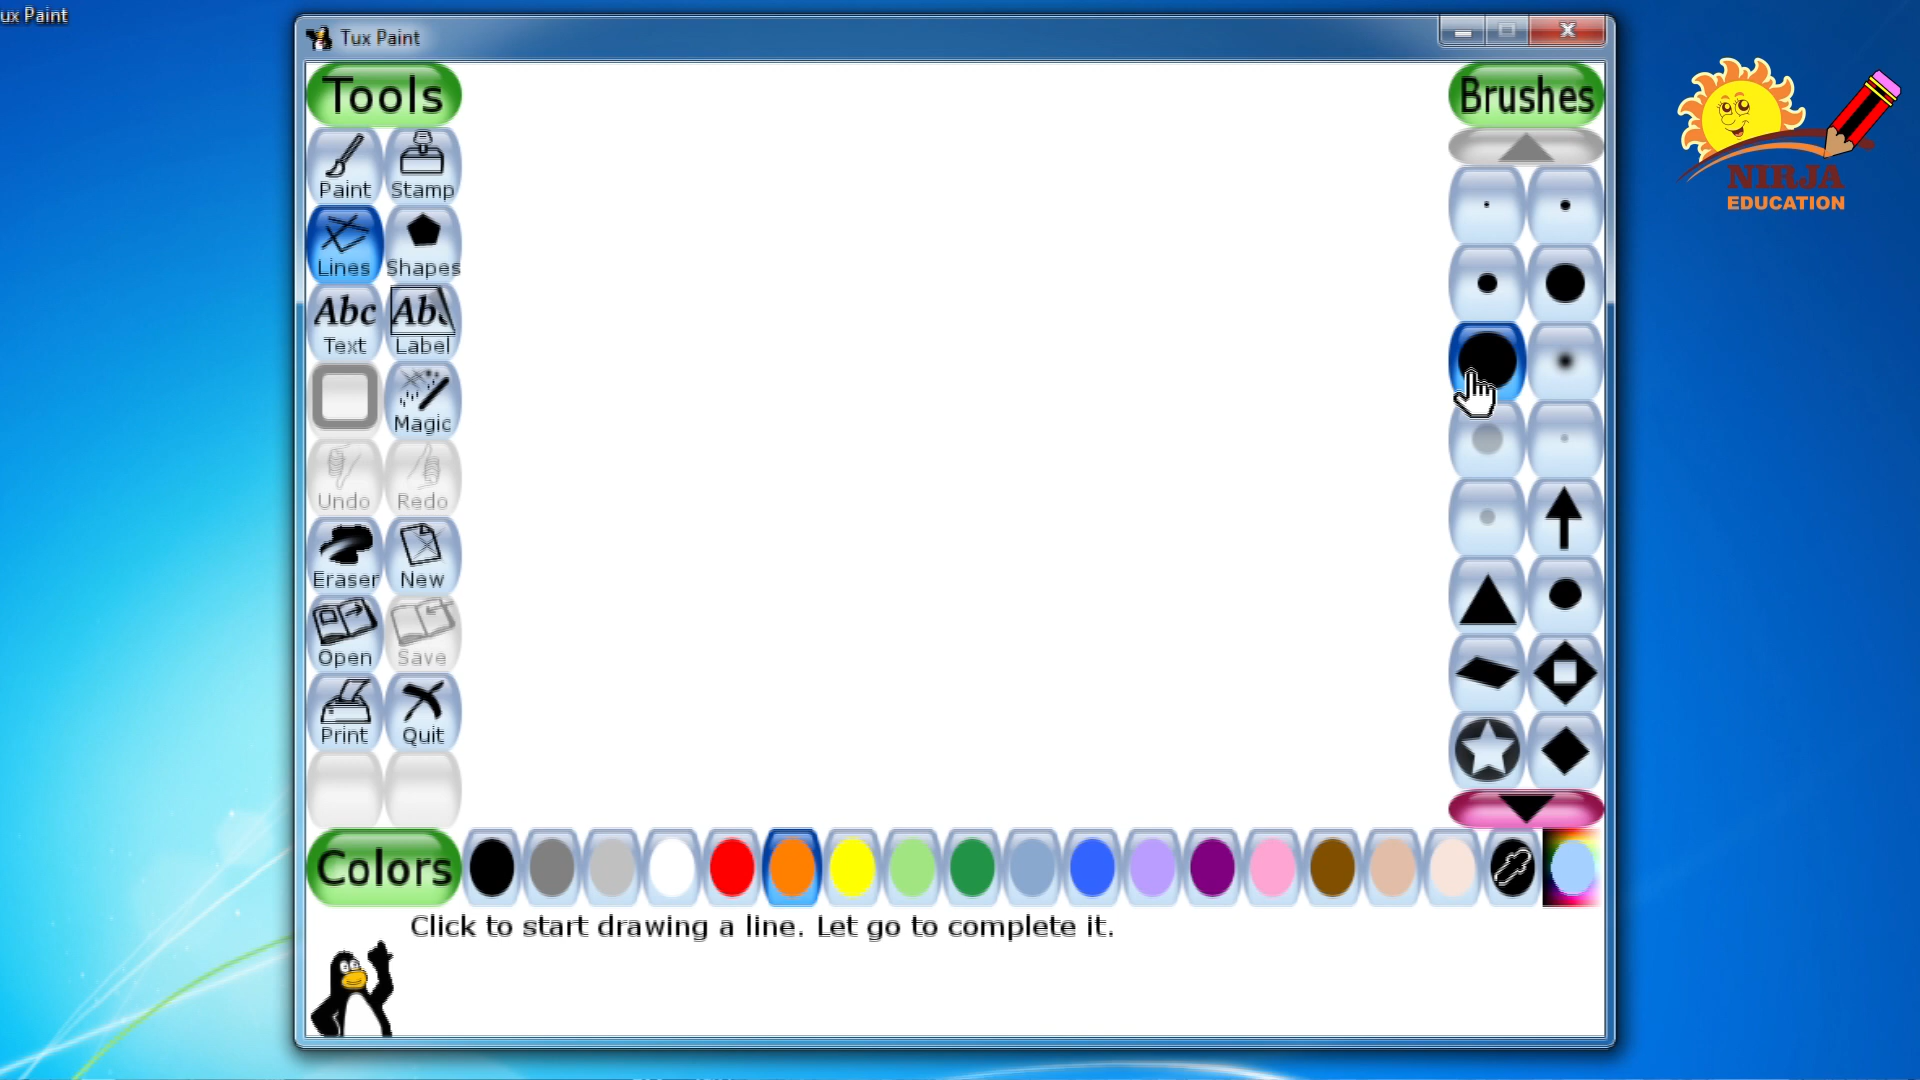 ux Paint
Tux Paint
Tools
Brushes
Paint
Stamp
Lines
Shapes
Abc
Text
Abc
Label
Magic
Undo
Redo
Eraser
New
Open
Save
Print
Quit
Colors
Click to start drawing a line. Let go to complete it.
NIRJA
EDUCATION